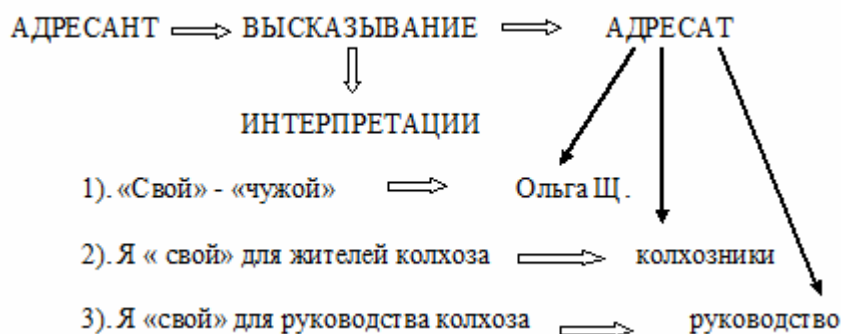 АДРЕСАНТ ВЫСКАЗЫВАНИЕ АДРЕСАТ
ИНТЕРПРЕТАЦИИ
1). «Свой» - «чужой» Ольга Щ.
2). Я « свой» для жителей колхоза колхозники
3). Я «свой» для руководства колхоза руководство